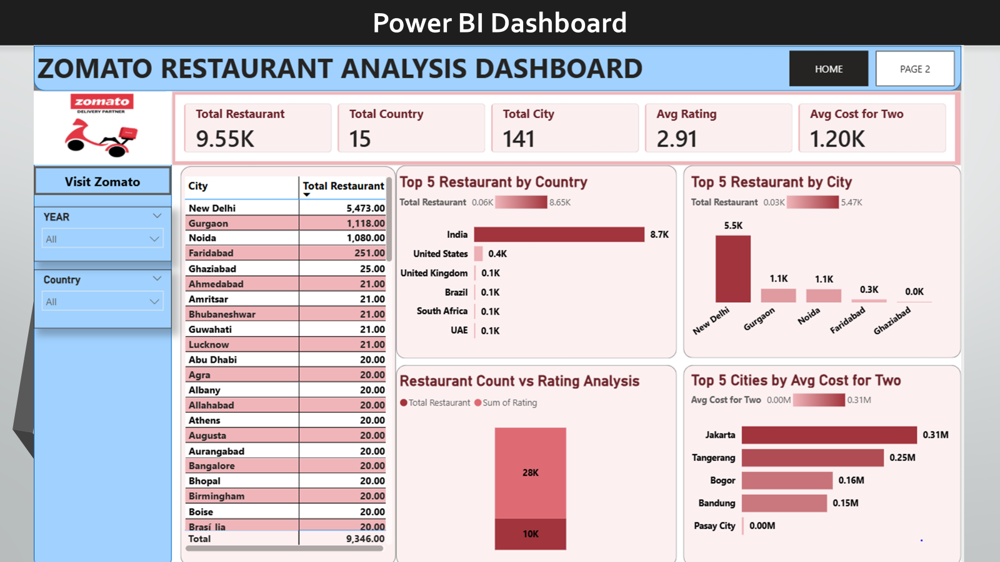 Power BI Dashboard
ZOMATO RESTAURANT ANALYSIS DASHBOARD
HOME
PAGE 2
zomato
DELIVERY PARTNER
Total Restaurant
9.55K
Total Country
15
Total City
141
Avg Rating
2.91
Avg Cost for Two
1.20K
Visit Zomato
YEAR
All
Country
All
City Total Restaurant
New Delhi 5,473.00
Gurgaon 1,118.00
Noida 1,080.00
Faridabad 251.00
Ghaziabad 25.00
Ahmedabad 21.00
Amritsar 21.00
Bhubaneshwar 21.00
Guwahati 21.00
Lucknow 21.00
Abu Dhabi 20.00
Agra 20.00
Albany 20.00
Allahabad 20.00
Athens 20.00
Augusta 20.00
Aurangabad 20.00
Bangalore 20.00
Bhopal 20.00
Birmingham 20.00
Boise 20.00
Brasí lia 20.00
Total 9,346.00
Top 5 Restaurant by Country
Total Restaurant 0.06K 8.65K
India 8.7K
United States 0.4K
United Kingdom 0.1K
Brazil 0.1K
South Africa 0.1K
UAE 0.1K
Top 5 Restaurant by City
Total Restaurant 0.03K 5.47K
5.5K
1.1K
1.1K
0.3K
0.0K
New Delhi
Gurgaon
Noida
Faridabad
Ghaziabad
Restaurant Count vs Rating Analysis
Total Restaurant Sum of Rating
28K
10K
Top 5 Cities by Avg Cost for Two
Avg Cost for Two 0.00M 0.31M
Jakarta 0.31M
Tangerang 0.25M
Bogor 0.16M
Bandung 0.15M
Pasay City 0.00M